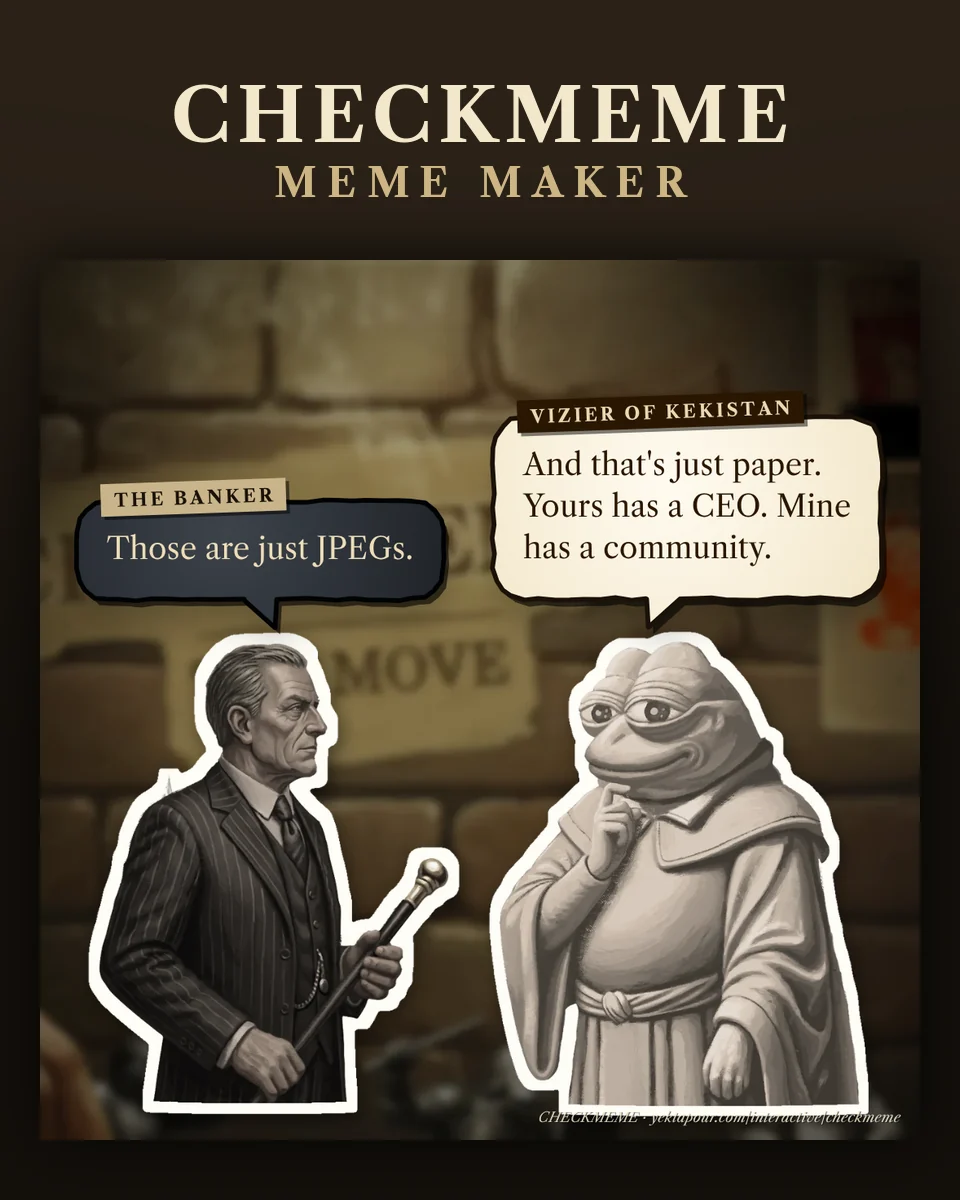 CHECKMEME
MEME MAKER
VIZIER OF KEKISTAN
And that's just paper.
Yours has a CEO. Mine
has a community.
THE BANKER
Those are just JPEGs.
MOVE
CHECKMEME · yektapour.com/interactive/checkmeme